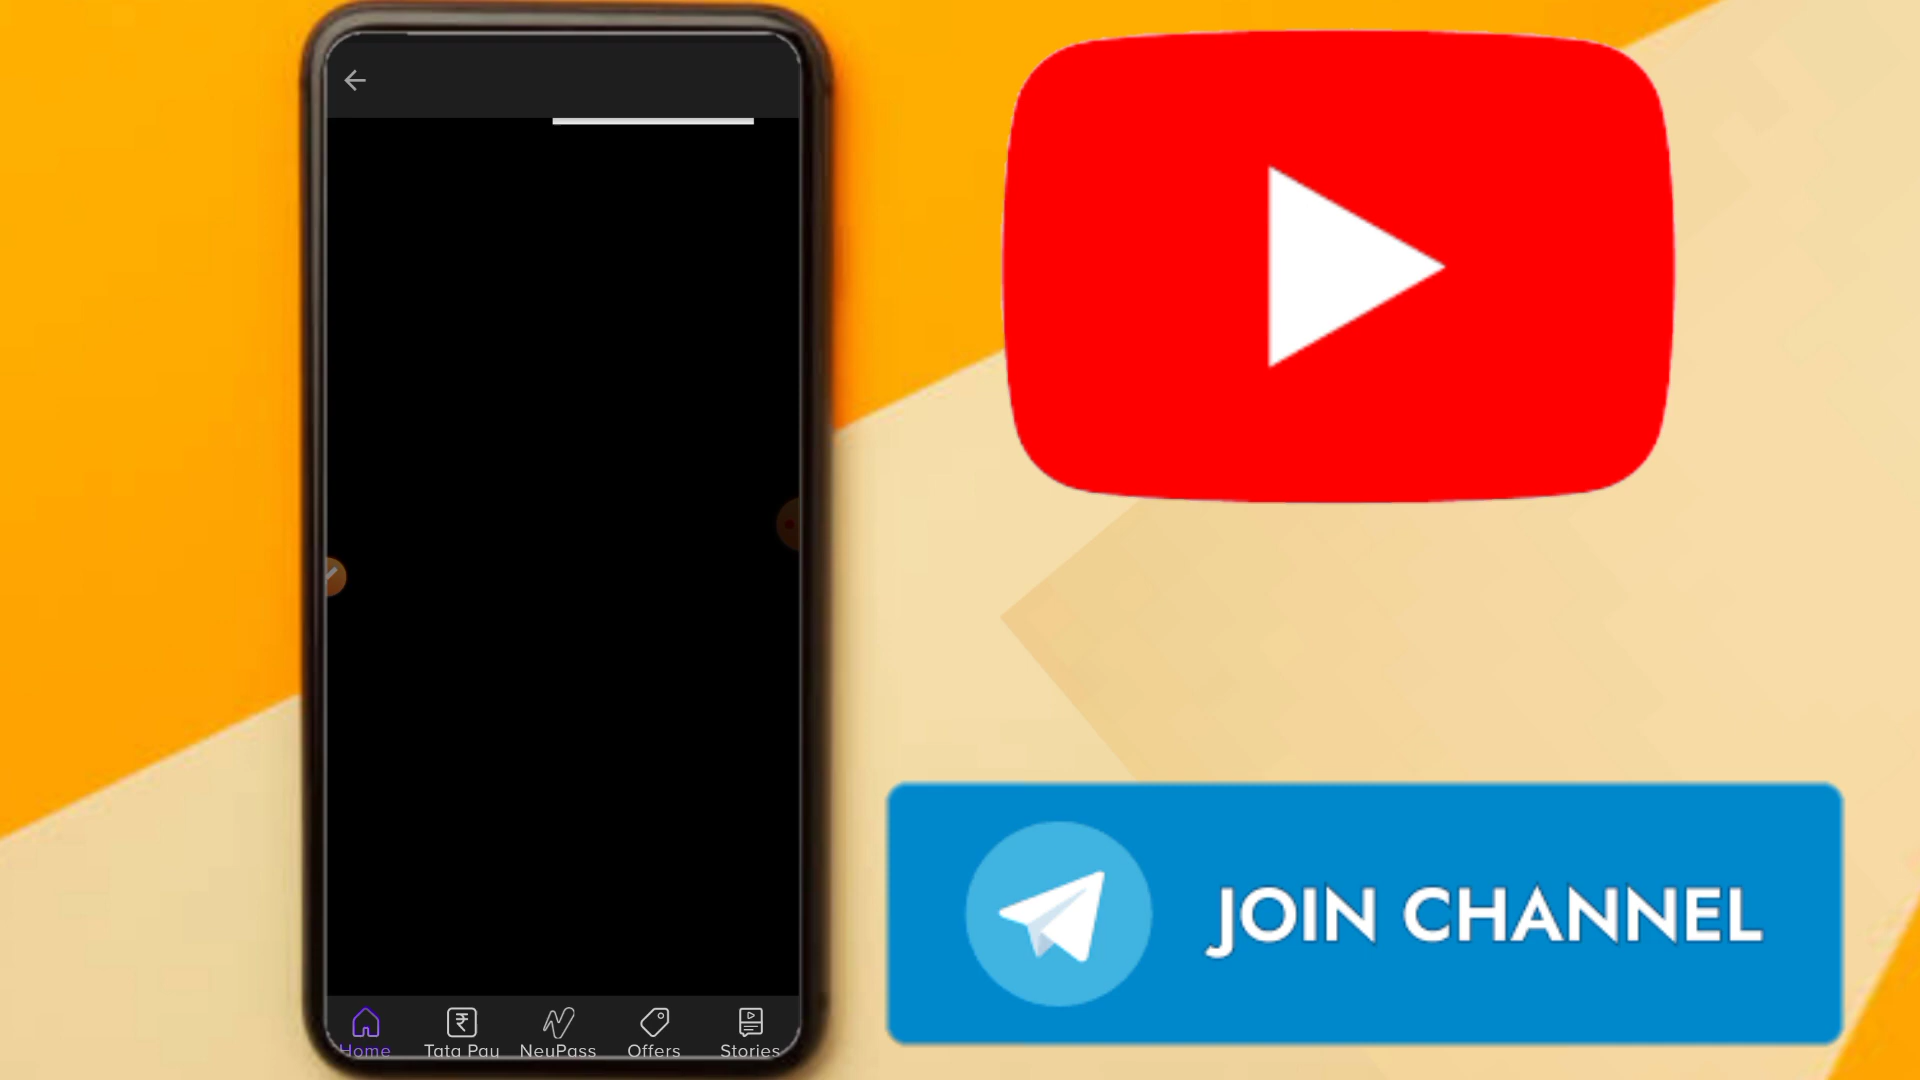 JOIN CHANNEL
Home
Tata Pay
NeuPass
Offers
Stories